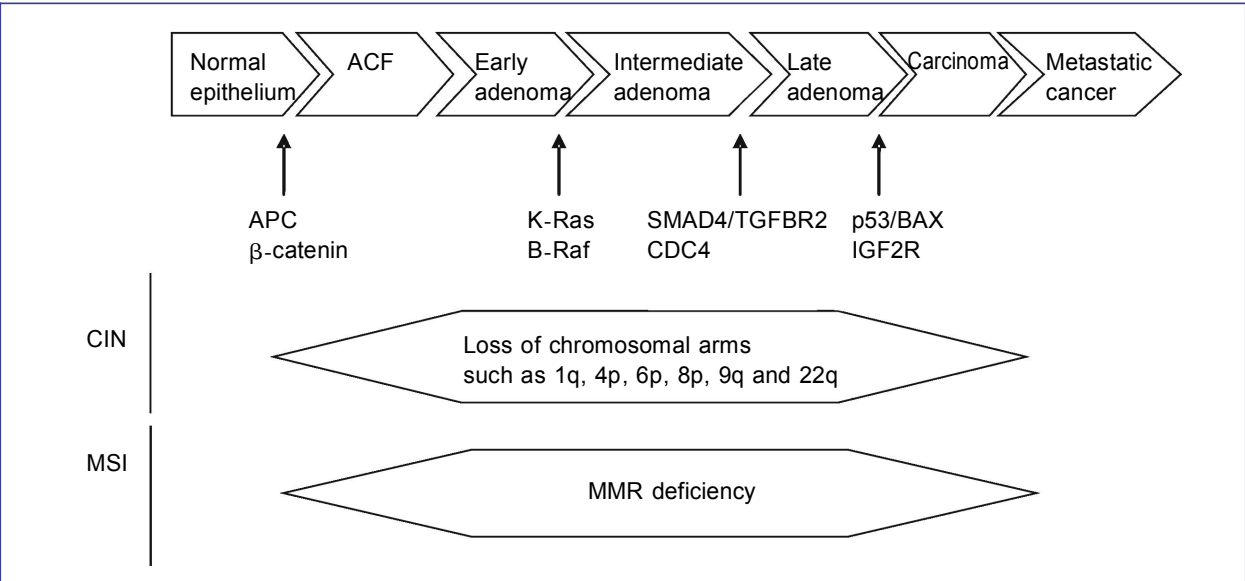 Normal
epithelium
ACF
Early
adenoma
Intermediate
adenoma
Late
adenoma
Carcinoma
Metastatic
cancer
APC
β-catenin
K-Ras
B-Raf
SMAD4/TGFBR2
CDC4
p53/BAX
IGF2R
CIN
Loss of chromosomal arms
such as 1q, 4p, 6p, 8p, 9q and 22q
MSI
MMR deficiency